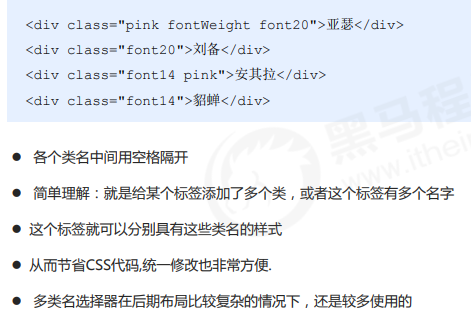 <div class="pink fontWeight font20">亚瑟</div>
<div class="font20">刘备</div>
<div class="font14 pink">安其拉</div>
<div class="font14">貂蝉</div>
● 各个类名中间用空格隔开
● 简单理解：就是给某个标签添加了多个类，或者这个标签有多个名字
● 这个标签就可以分别具有这些类名的样式
● 从而节省CSS代码,统一修改也非常方便.
● 多类名选择器在后期布局比较复杂的情况下，还是较多使用的
黑马程
www.ithei